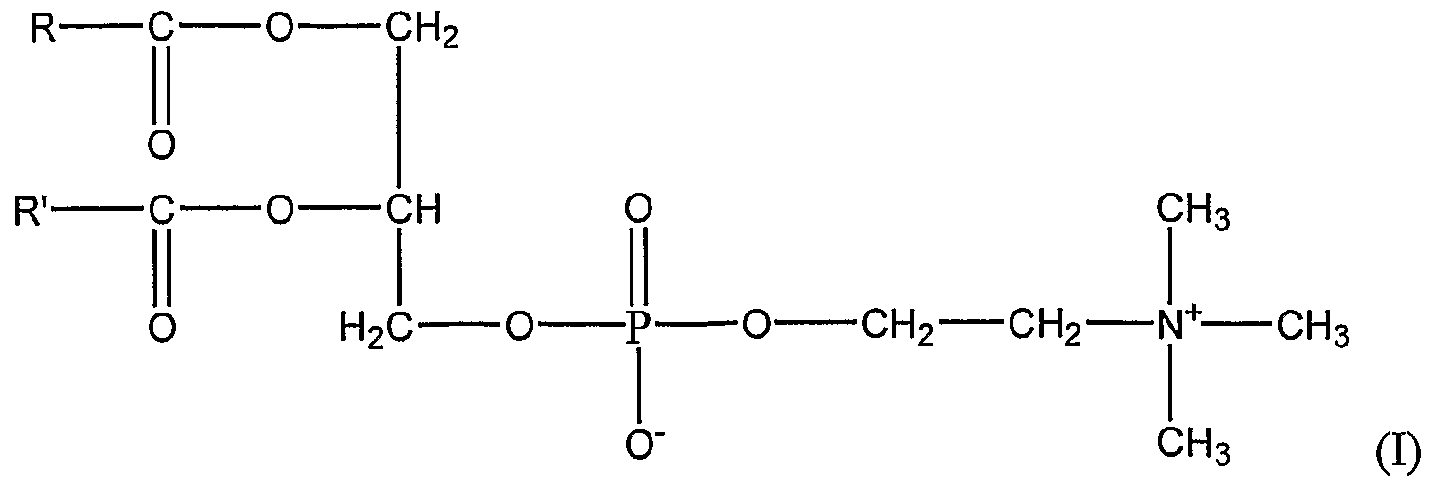 R C O CH2
O
R' C O CH O CH3
O H2C O P O CH2 CH2 N+ CH3
O- CH3 (I)